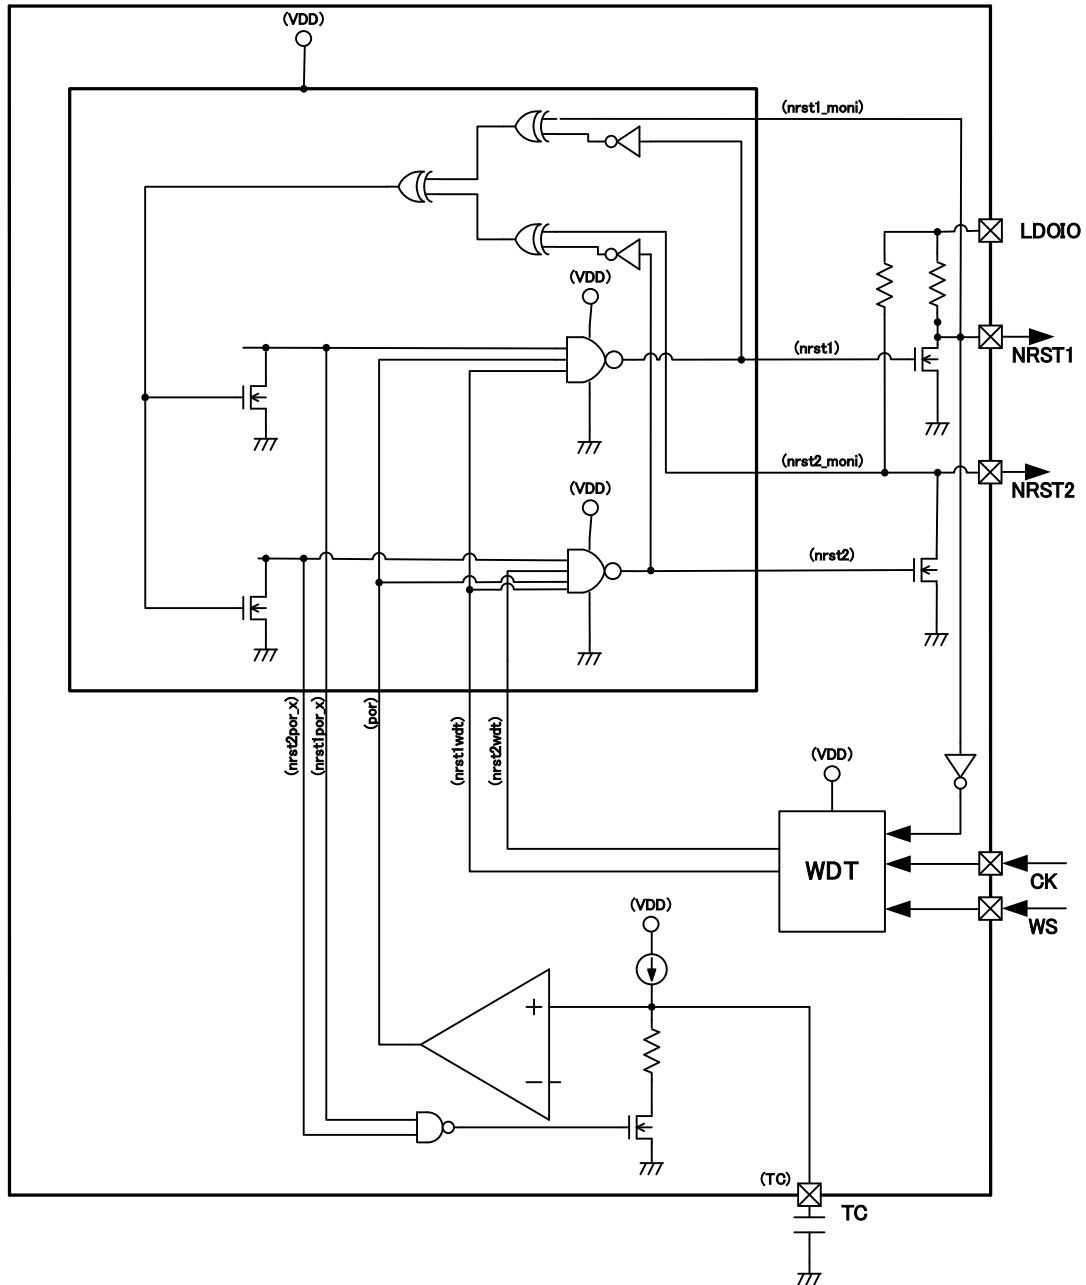 (VDD)
(nrst1_moni)
LDOIO
(VDD)
(nrst1)
NRST1
(nrst2_moni)
(VDD)
NRST2
(nrst2)
(nrst2por_x)
(nrst1por_x)
(por)
(nrst1wdt)
(nrst2wdt)
(VDD)
WDT
CK
WS
(VDD)
+
−
(TC)
TC